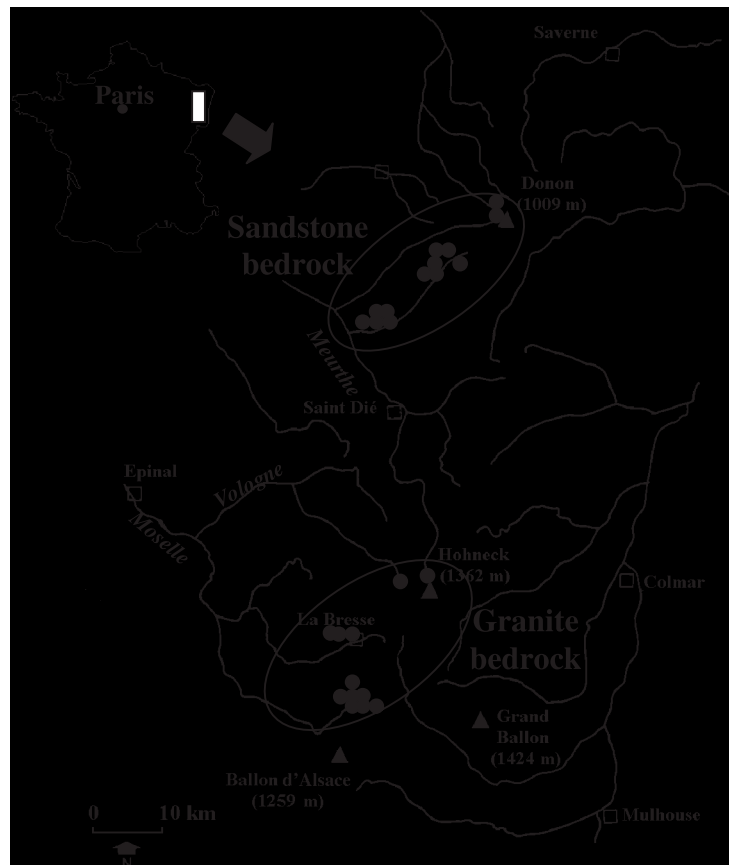 Saverne
Paris
Donon
(1009 m)
Sandstone
bedrock
Meurthe
Saint Dié
Epinal
Vologne
Moselle
Hohneck
(1362 m)
Colmar
La Bresse
Granite
bedrock
Grand
Ballon
(1424 m)
Ballon d'Alsace
(1259 m)
0 10 km
Mulhouse
N